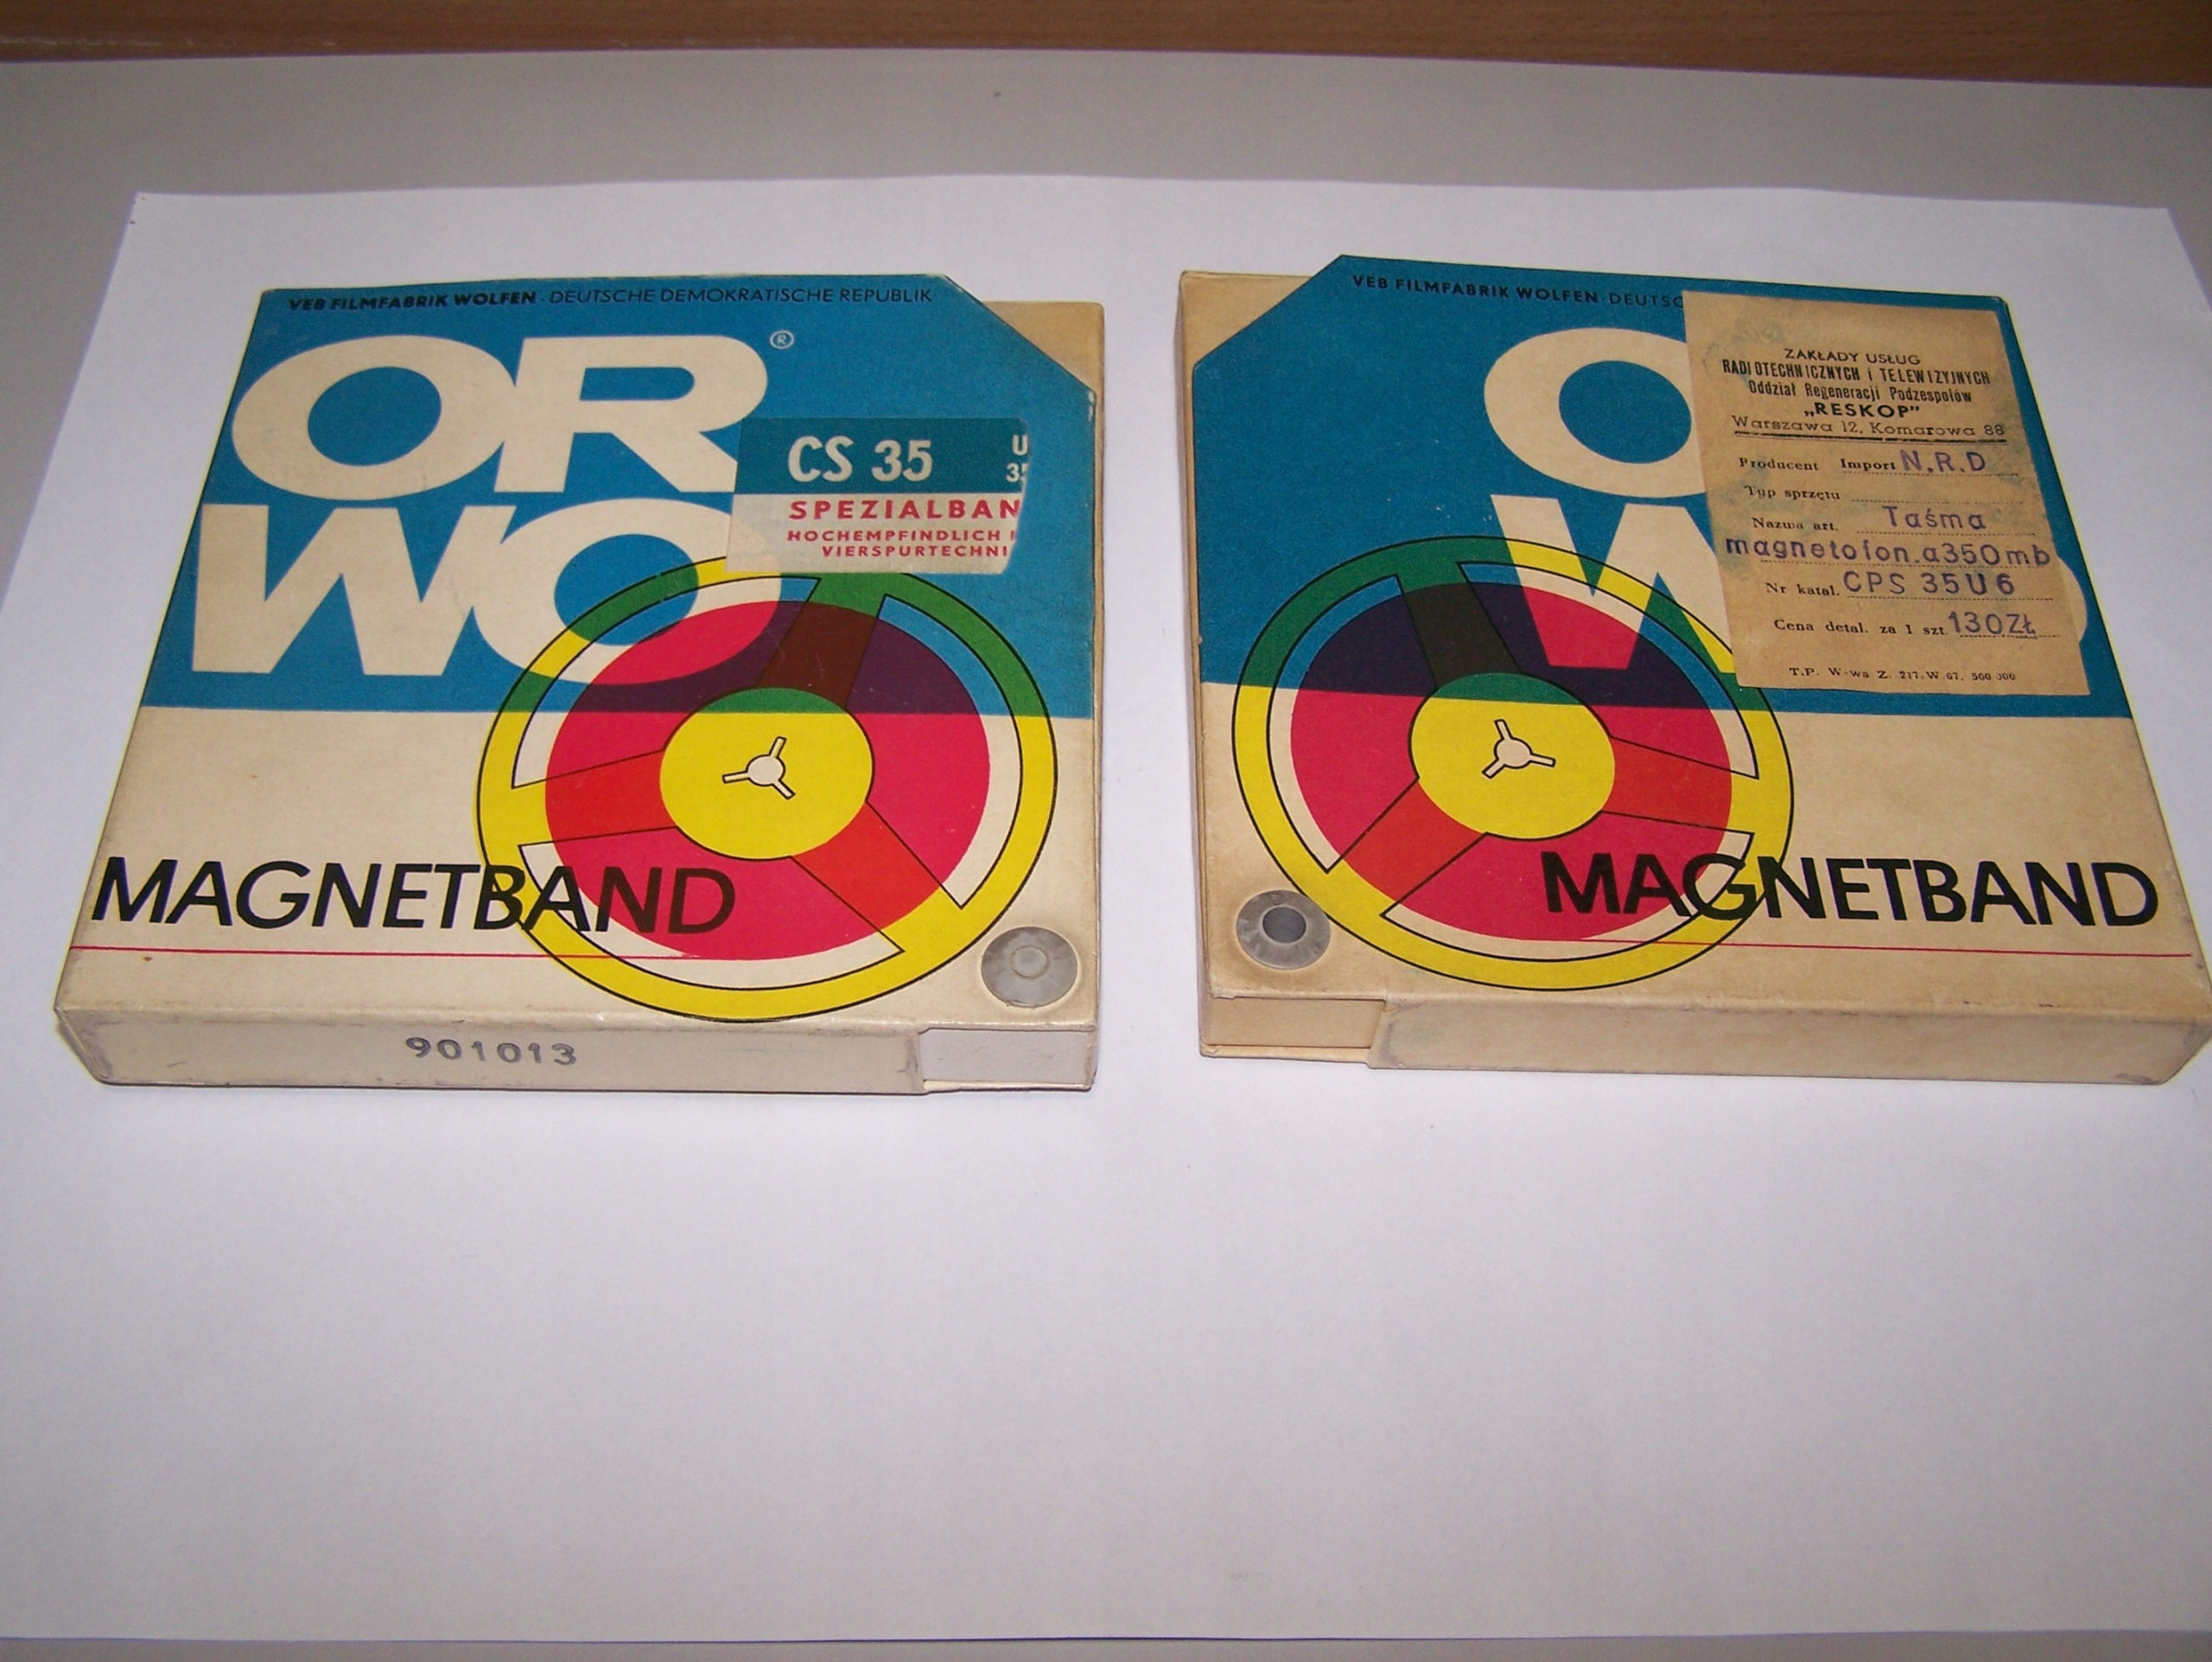 VEB FILMFABRIK WOLFEN · DEUTSCHE DEMOKRATISCHE REPUBLIK
OR ®
WO
CS 35 U
35
SPEZIALBAN
HOCHEMPFINDLICH
VIERSPURTECHNI
MAGNETBAND
901013
VEB FILMFABRIK WOLFEN · DEUTSC
O
W
ZAKŁADY USŁUG
RADIOTECHNICZNYCH i TELEWIZYJNYCH
Oddział Regeneracji Podzespołów
„RESKOP”
Warszawa 12, Komarowa 88
Producent Import N.R.D
Typ sprzętu
Nazwa art. Taśma
magnetofon.a350mb
Nr katal. CPS 35U6
Cena detal. za 1 szt. 130Zł
T.P. W-wa Z. 217.W 67. 500 000
MAGNETBAND